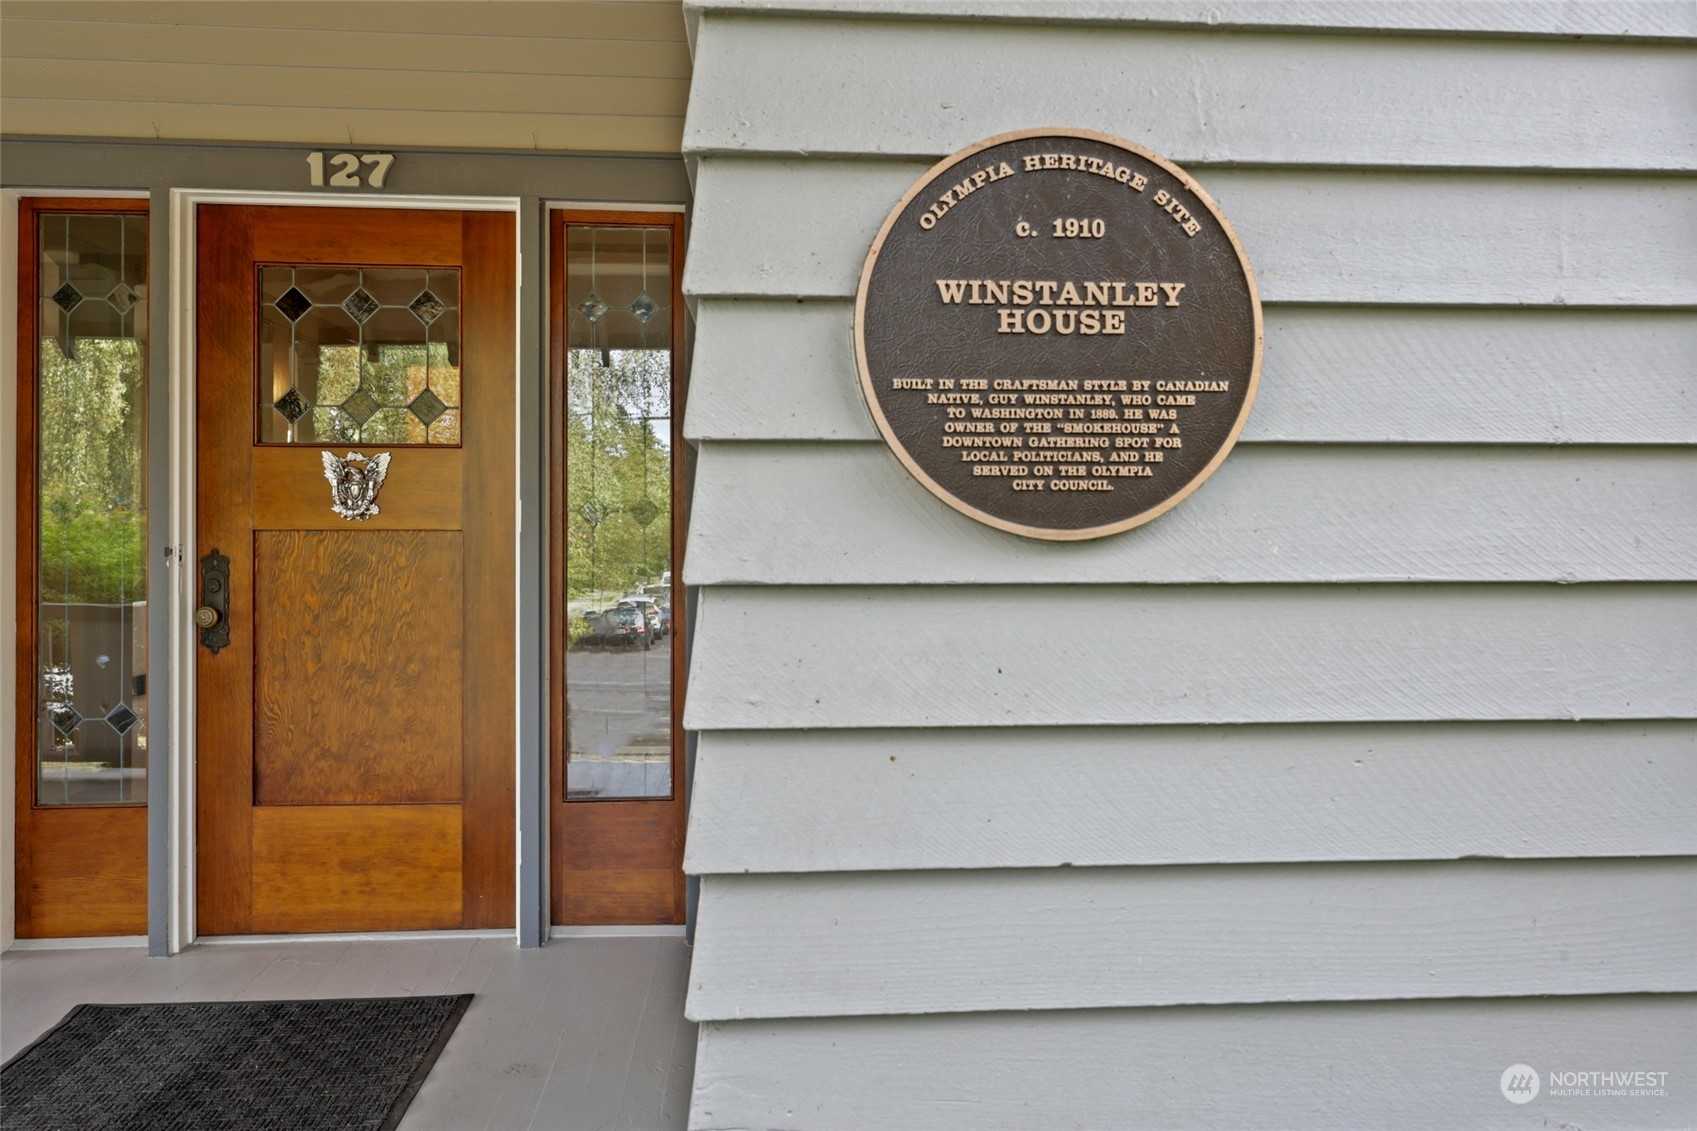 127
OLYMPIA HERITAGE SITE
c. 1910
WINSTANLEY
HOUSE
BUILT IN THE CRAFTSMAN STYLE BY CANADIAN
NATIVE, GUY WINSTANLEY, WHO CAME
TO WASHINGTON IN 1889. HE WAS
OWNER OF THE "SMOKEHOUSE" A
DOWNTOWN GATHERING SPOT FOR
LOCAL POLITICIANS, AND HE
SERVED ON THE OLYMPIA
CITY COUNCIL.
NORTHWEST
MULTIPLE LISTING SERVICE